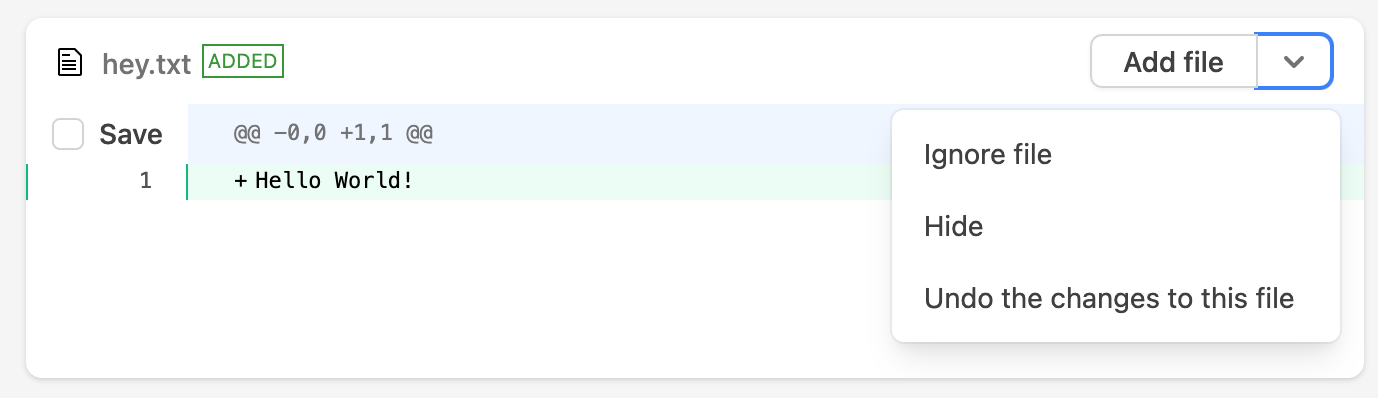 hey.txt ADDED Add file
Save @@ -0,0 +1,1 @@
Ignore file
1 + Hello World!
Hide
Undo the changes to this file